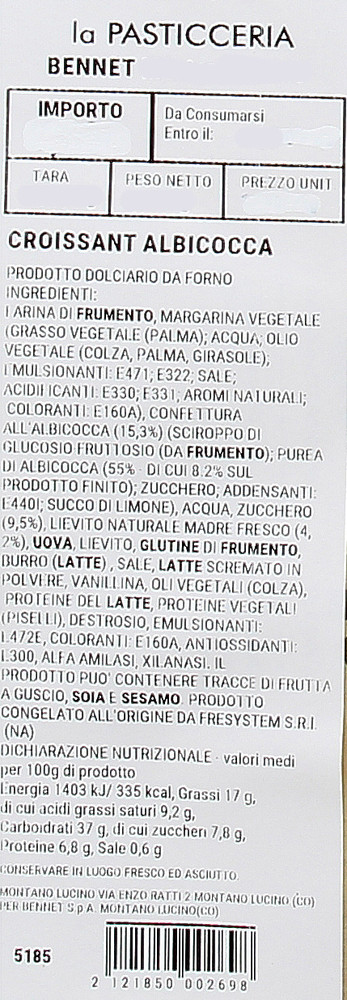 la PASTICCERIA
BENNET
IMPORTO
Da Consumarsi
Entro il:
TARA
PESO NETTO
PREZZO UNIT
CROISSANT ALBICOCCA
PRODOTTO DOLCIARIO DA FORNO
INGREDIENTI:
FARINA DI FRUMENTO, MARGARINA VEGETALE
(GRASSO VEGETALE (PALMA); ACQUA; OLIO
VEGETALE (COLZA, PALMA, GIRASOLE);
EMULSIONANTI: E471; E322; SALE;
ACIDIFICANTI: E330; E331; AROMI NATURALI;
COLORANTI: E160A), CONFETTURA
ALL'ALBICOCCA (15,3%) (SCIROPPO DI
GLUCOSIO FRUTTOSIO (DA FRUMENTO); PUREA
DI ALBICOCCA (55% - DI CUI 8.2% SUL
PRODOTTO FINITO); ZUCCHERO; ADDENSANTI:
E440I; SUCCO DI LIMONE), ACQUA, ZUCCHERO
(9,5%), LIEVITO NATURALE MADRE FRESCO (4,
2%), UOVA, LIEVITO, GLUTINE DI FRUMENTO,
BURRO (LATTE) , SALE, LATTE SCREMATO IN
POLVERE, VANILLINA, OLI VEGETALI (COLZA),
PROTEINE DEL LATTE, PROTEINE VEGETALI
(PISELLI), DESTROSIO, EMULSIONANTI:
E472E, COLORANTI: E160A, ANTIOSSIDANTI:
E300, ALFA AMILASI, XILANASI. IL
PRODOTTO PUO' CONTENERE TRACCE DI FRUTTA
A GUSCIO, SOIA E SESAMO. PRODOTTO
CONGELATO ALL'ORIGINE DA FRESYSTEM S.R.L.
(NA)
DICHIARAZIONE NUTRIZIONALE - valori medi
per 100g di prodotto
Energia 1403 kJ/ 335 kcal, Grassi 17 g,
di cui acidi grassi saturi 9,2 g,
Carboidrati 37 g, di cui zuccheri 7,8 g,
Proteine 6,8 g, Sale 0,6 g
CONSERVARE IN LUOGO FRESCO ED ASCIUTTO.
MONTANO LUCINO VIA ENZO RATTI 2 MONTANO LUCINO (CO)
PER BENNET S.p.A. MONTANO LUCINO(CO)
5185
2 121850 002698